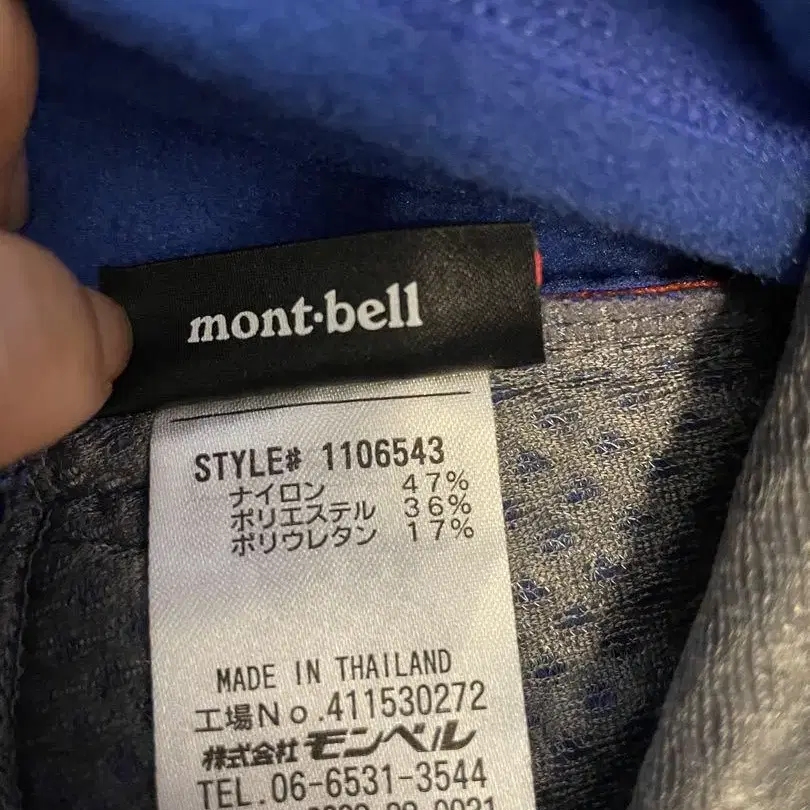 mont·bell
STYLE# 1106543
ナイロン 47%
ポリエステル 36%
ポリウレタン 17%
MADE IN THAILAND
工場No.411530272
株式会社モンベル
TEL.06-6531-3544